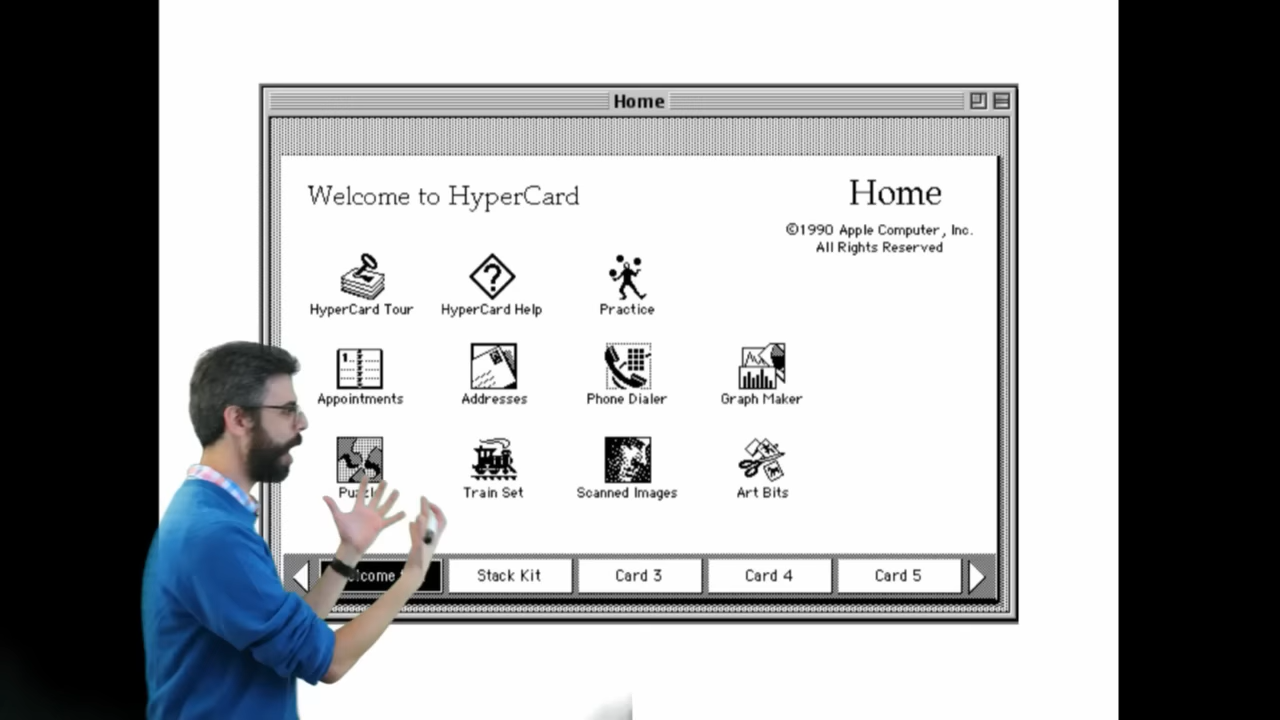 Home
Welcome to HyperCard
Home
©1990 Apple Computer, Inc.
All Rights Reserved
HyperCard Tour
HyperCard Help
Practice
Appointments
Addresses
Phone Dialer
Graph Maker
Train Set
Scanned Images
Art Bits
Stack Kit
Card 3
Card 4
Card 5